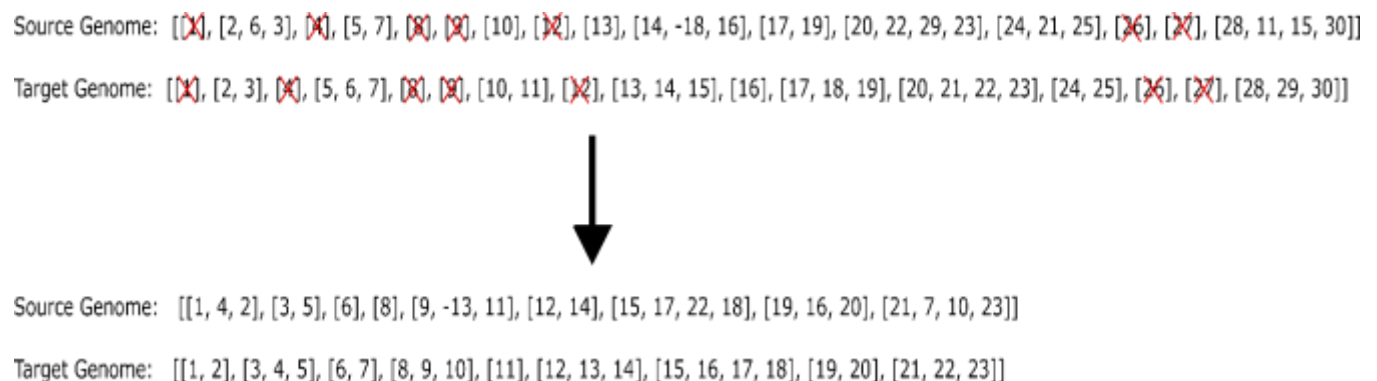 Source Genome: [[1], [2, 6, 3], [4], [5, 7], [8], [9], [10], [12], [13], [14, -18, 16], [17, 19], [20, 22, 29, 23], [24, 21, 25], [26], [27], [28, 11, 15, 30]]
Target Genome: [[1], [2, 3], [4], [5, 6, 7], [8], [9], [10, 11], [12], [13, 14, 15], [16], [17, 18, 19], [20, 21, 22, 23], [24, 25], [26], [27], [28, 29, 30]]
Source Genome: [[1, 4, 2], [3, 5], [6], [8], [9, -13, 11], [12, 14], [15, 17, 22, 18], [19, 16, 20], [21, 7, 10, 23]]
Target Genome: [[1, 2], [3, 4, 5], [6, 7], [8, 9, 10], [11], [12, 13, 14], [15, 16, 17, 18], [19, 20], [21, 22, 23]]